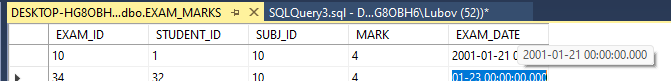 DESKTOP-HG8OBH...dbo.EXAM_MARKS SQLQuery3.sql - D...G8OBH6\Lubov (52))*
EXAM_ID STUDENT_ID SUBJ_ID MARK EXAM_DATE
10 1 10 4 2001-01-21 0 2001-01-21 00:00:00.000
34 32 10 4 01-23 00:00:00.000